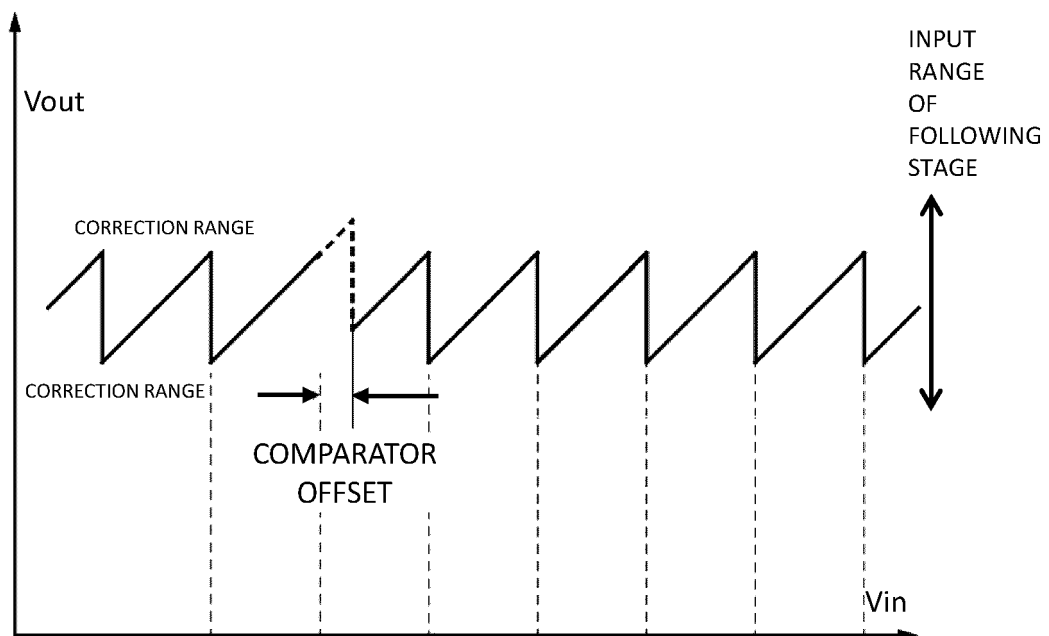 INPUT
RANGE
OF
FOLLOWING
STAGE
Vout
CORRECTION RANGE
CORRECTION RANGE
COMPARATOR
OFFSET
Vin